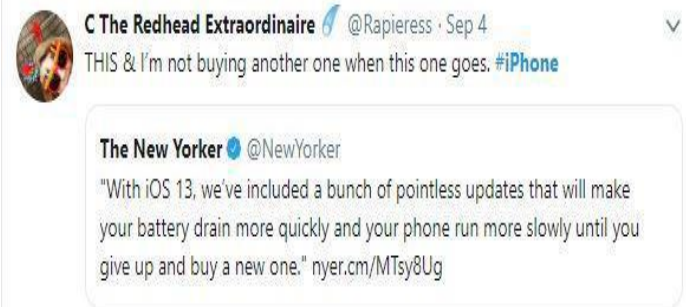 C The Redhead Extraordinaire @Rapieress · Sep 4
THIS & I'm not buying another one when this one goes. #iPhone
The New Yorker @NewYorker
"With iOS 13, we've included a bunch of pointless updates that will make
your battery drain more quickly and your phone run more slowly until you
give up and buy a new one." nyer.cm/MTsy8Ug